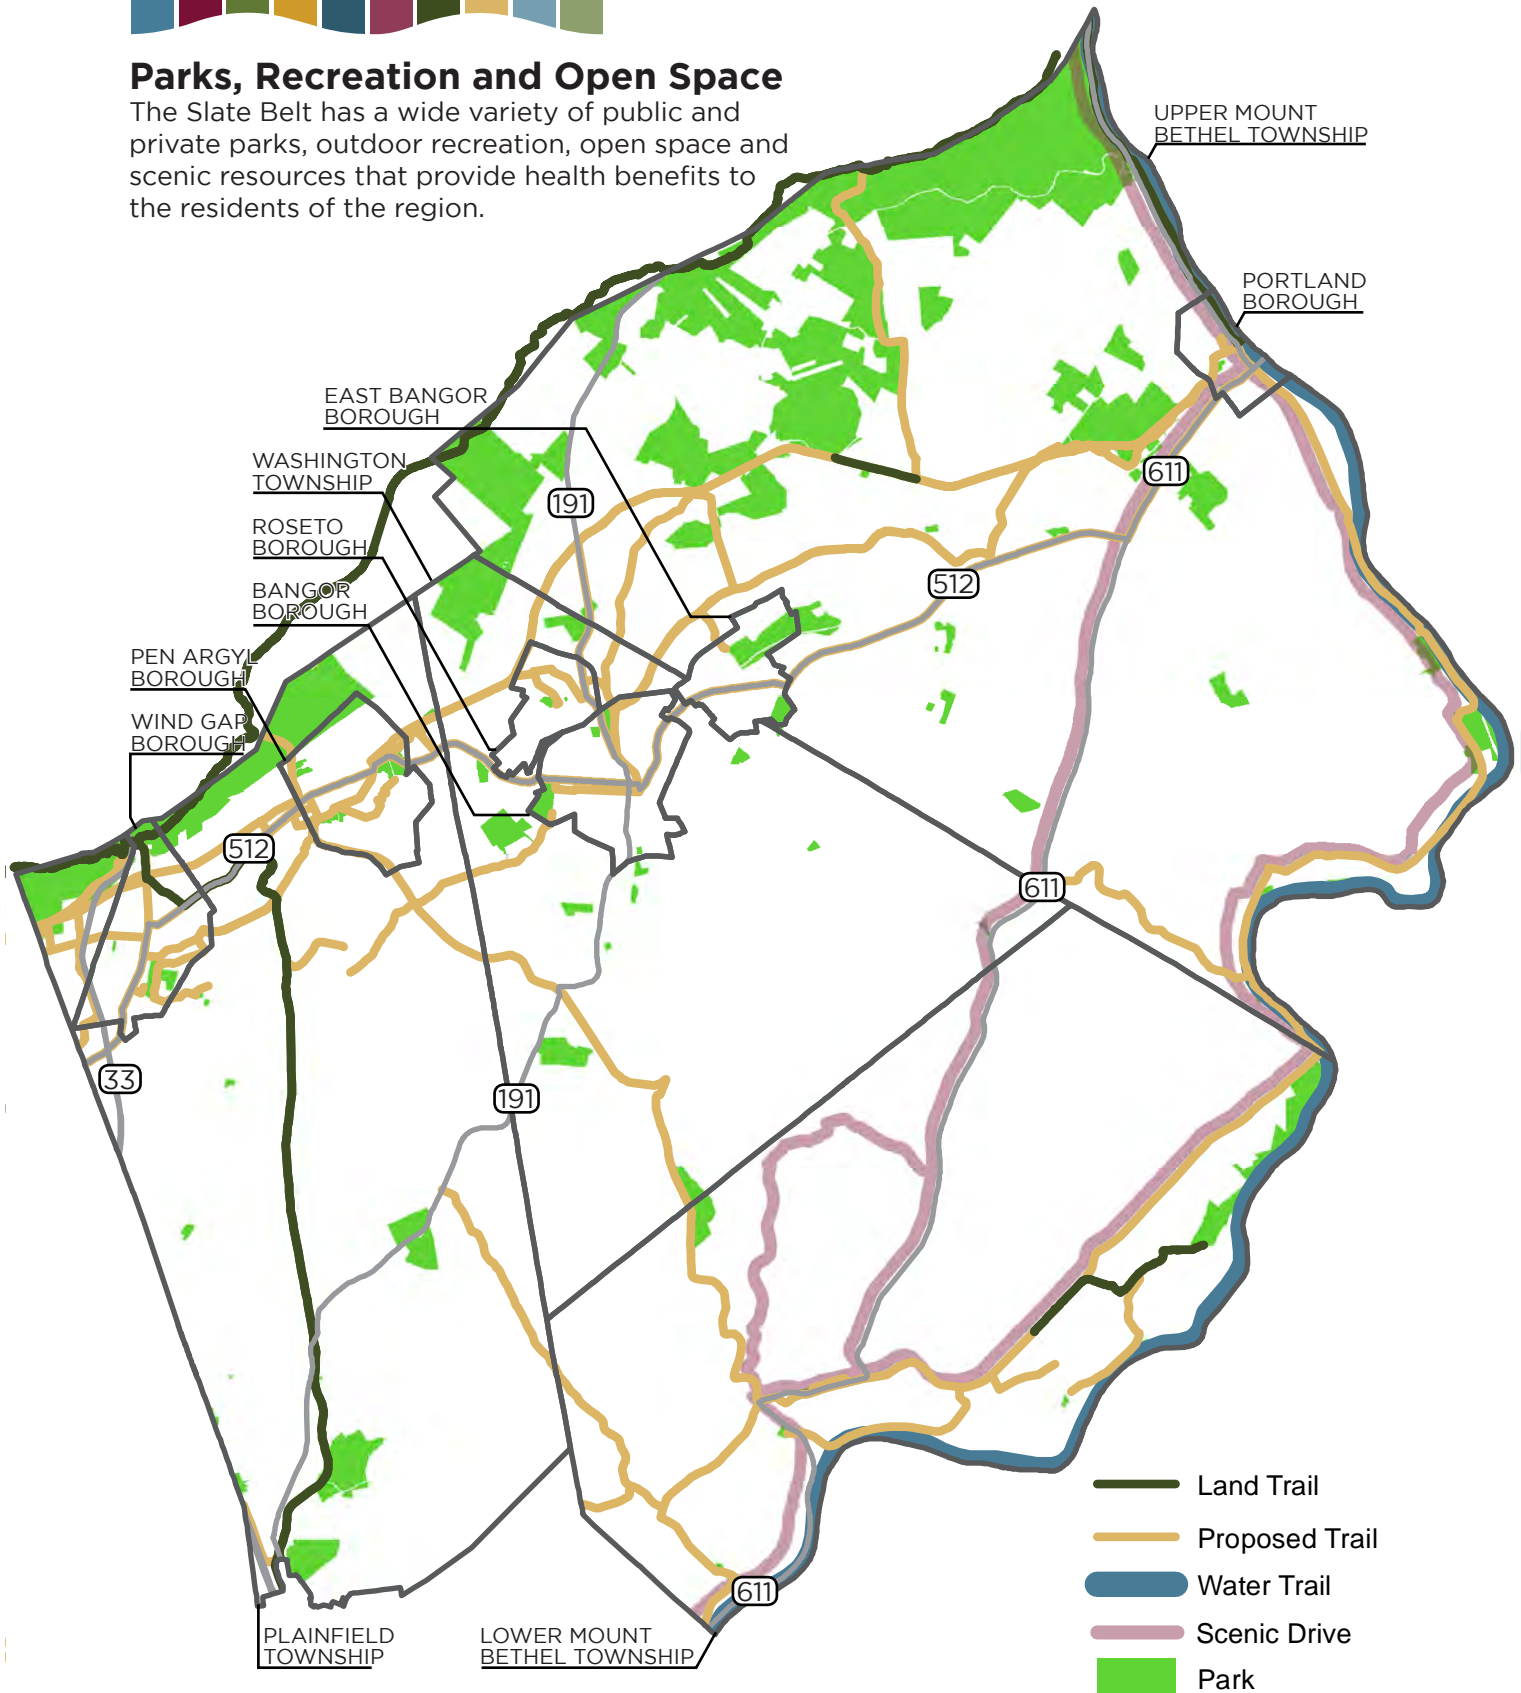 Parks, Recreation and Open Space
The Slate Belt has a wide variety of public and
private parks, outdoor recreation, open space and
scenic resources that provide health benefits to
the residents of the region.
UPPER MOUNT
BETHEL TOWNSHIP
PORTLAND
BOROUGH
EAST BANGOR
BOROUGH
WASHINGTON
TOWNSHIP
ROSETO
BOROUGH
BANGOR
BOROUGH
PEN ARGYL
BOROUGH
WIND GAP
BOROUGH
191
611
512
512
611
33
191
611
PLAINFIELD
TOWNSHIP
LOWER MOUNT
BETHEL TOWNSHIP
Land Trail
Proposed Trail
Water Trail
Scenic Drive
Park